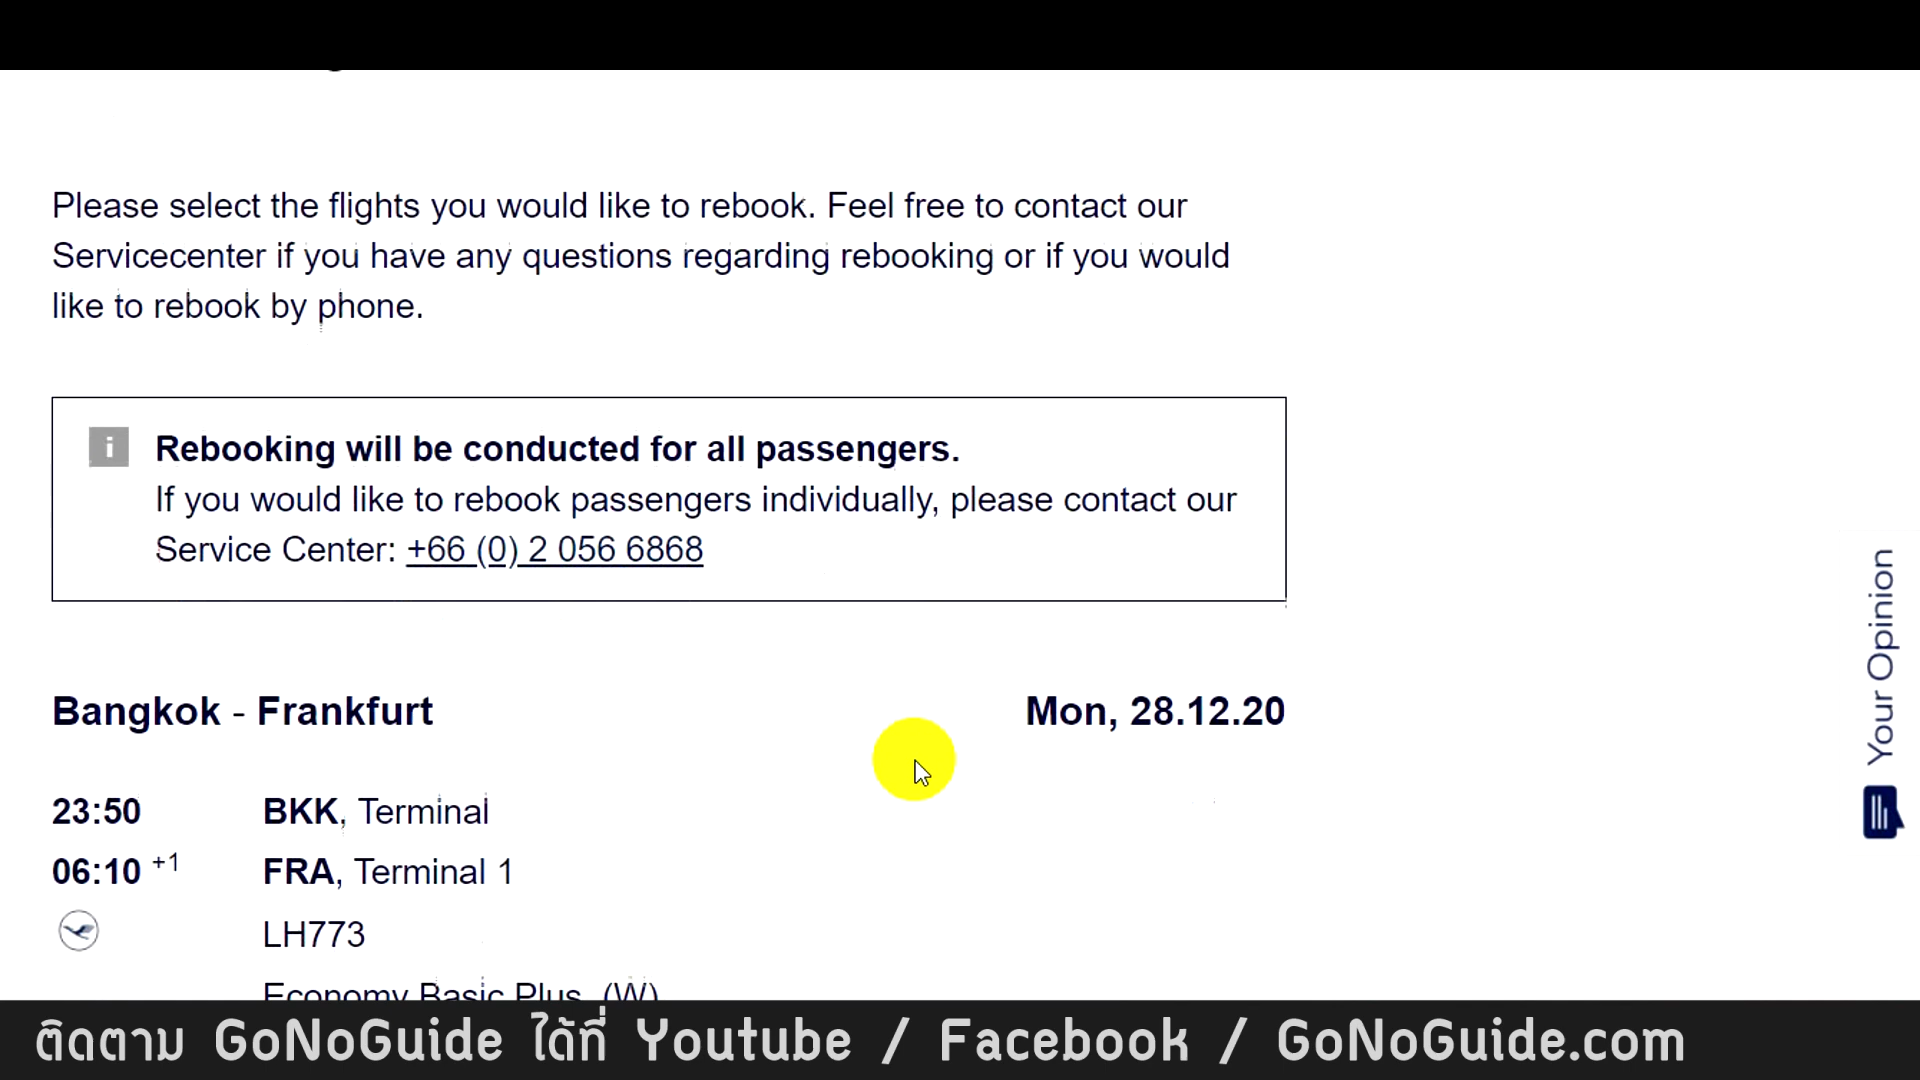 Please select the flights you would like to rebook. Feel free to contact our
Servicecenter if you have any questions regarding rebooking or if you would
like to rebook by phone.
i
Rebooking will be conducted for all passengers.
If you would like to rebook passengers individually, please contact our
Service Center: +66 (0) 2 056 6868
Bangkok - Frankfurt
Mon, 28.12.20
23:50 BKK, Terminal
06:10 +1 FRA, Terminal 1
LH773
Economy Basic Plus, (W)
Your Opinion
ติดตาม GoNoGuide ได้ที่ Youtube / Facebook / GoNoGuide.com